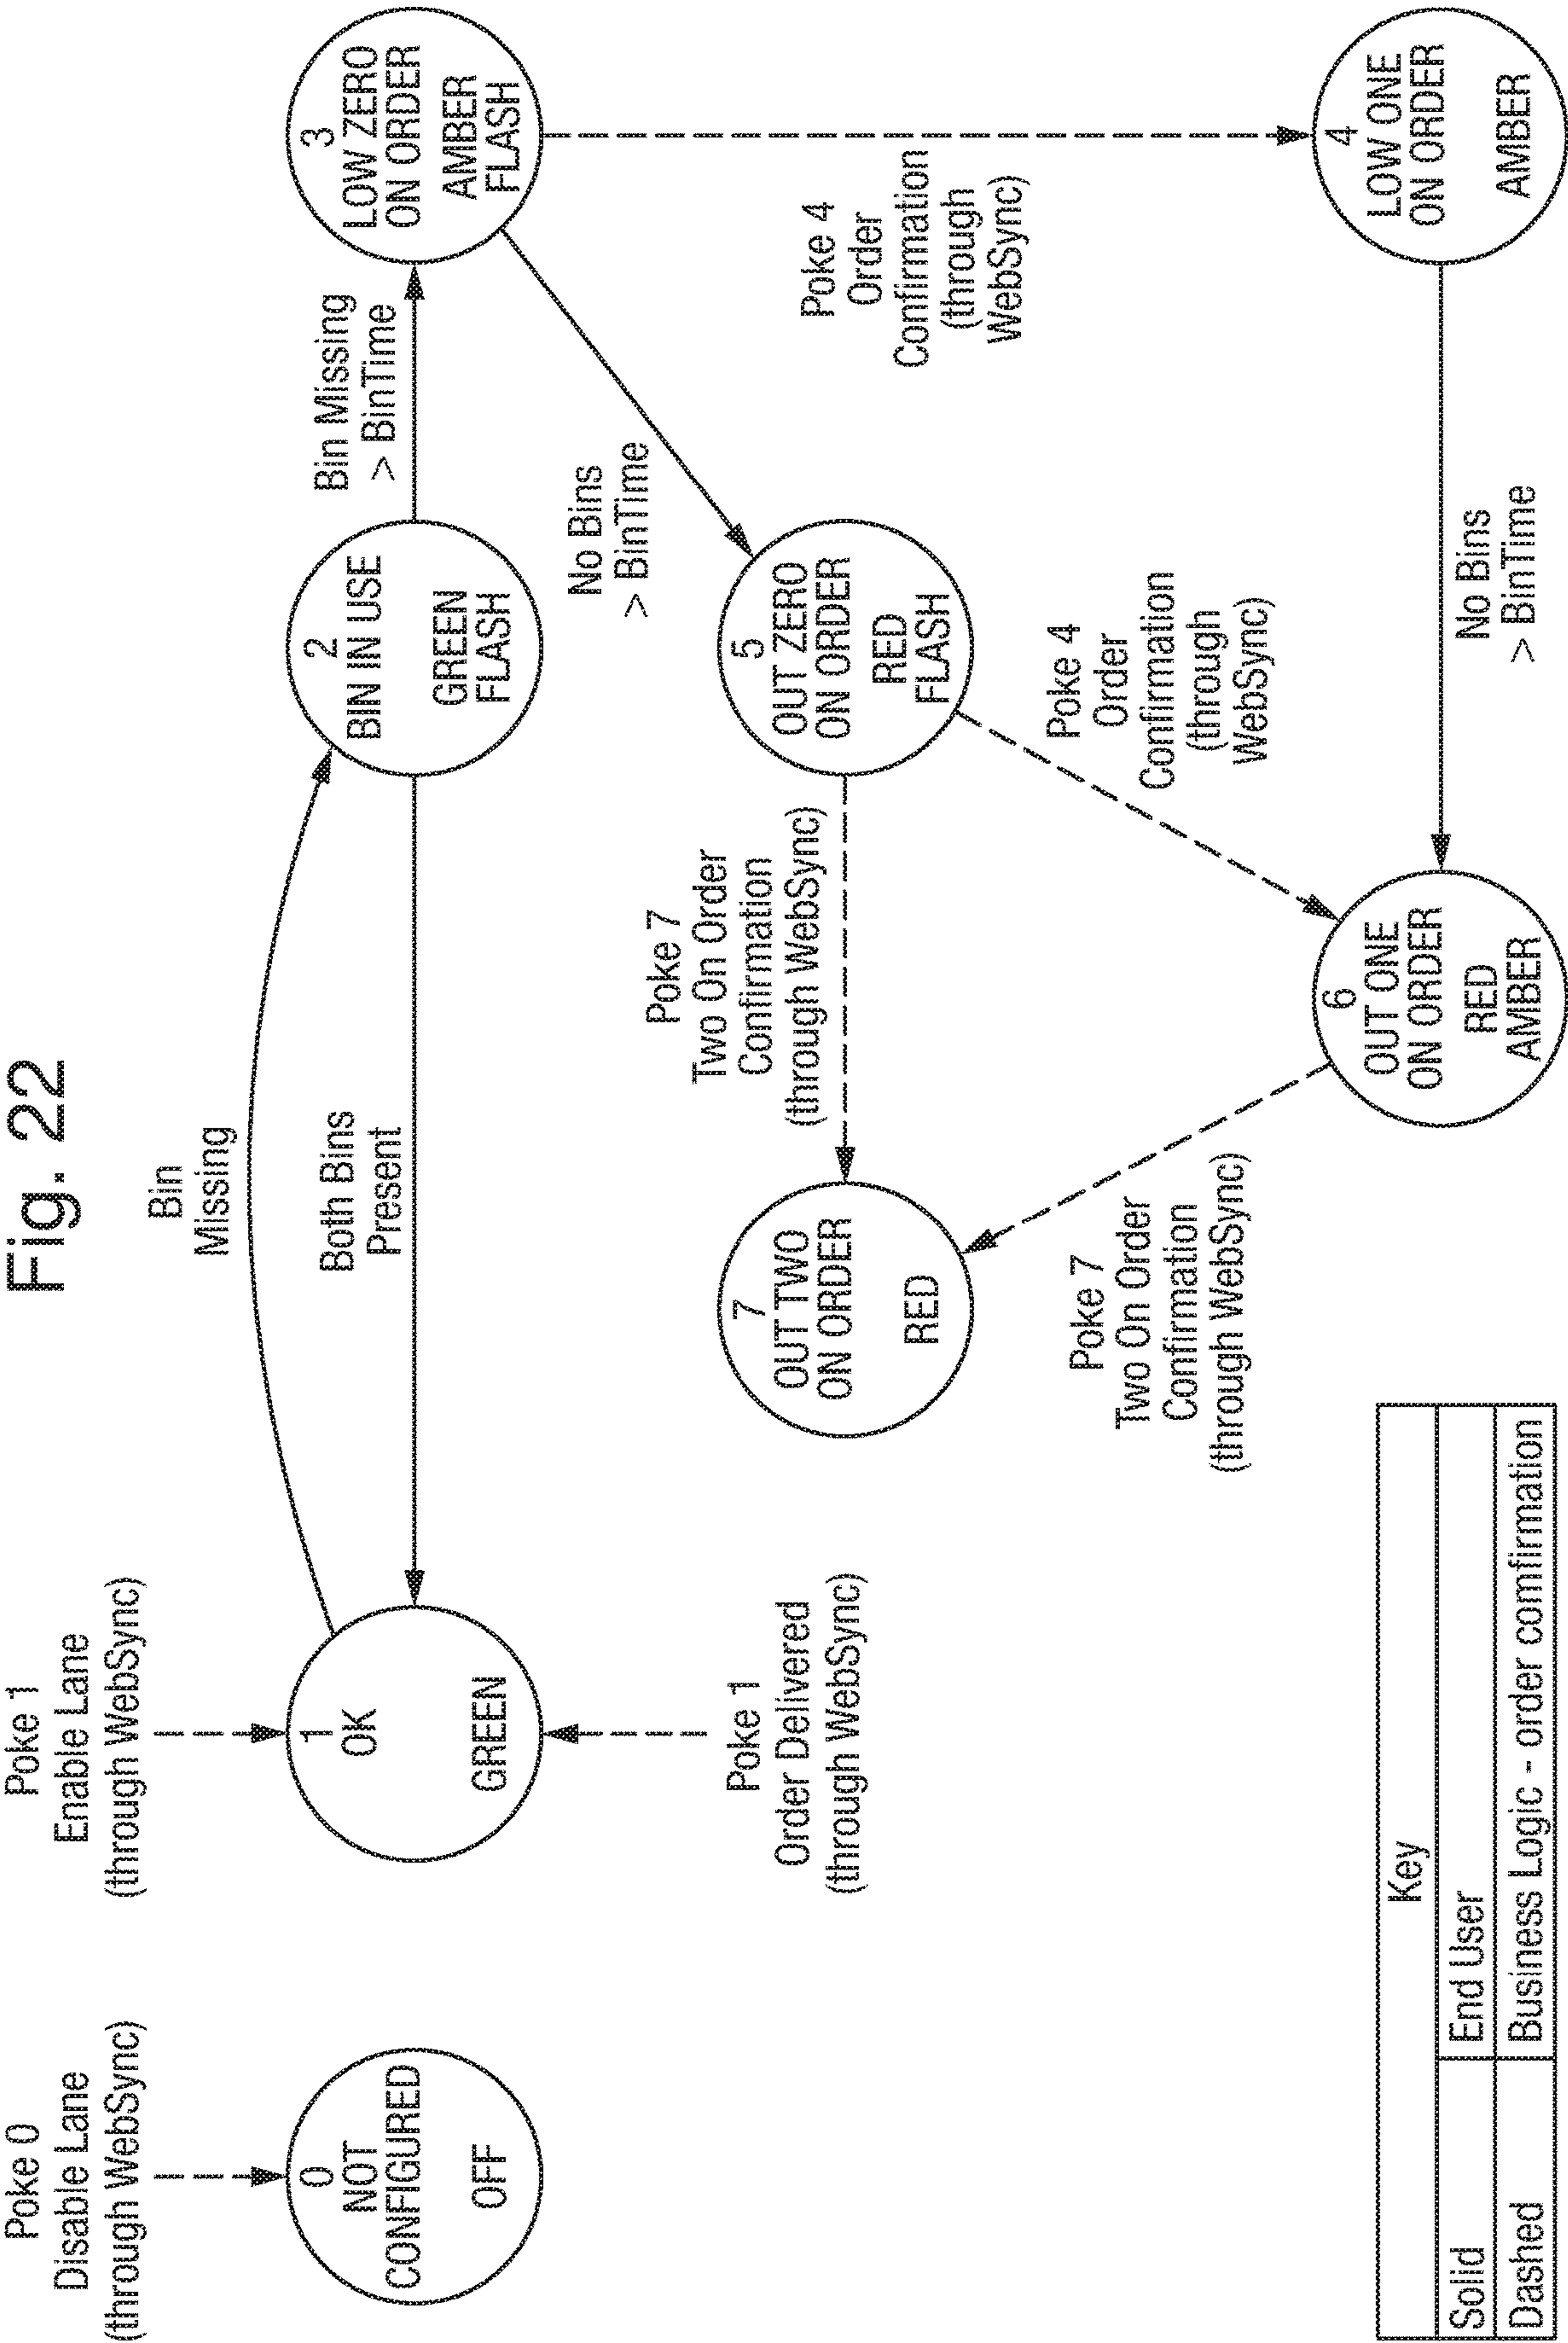 Fig. 22
Poke 0
Disable Lane
(through WebSync)
0
NOT
CONFIGURED
OFF
Poke 1
Enable Lane
(through WebSync)
1
OK
GREEN
Poke 1
Order Delivered
(through WebSync)
Bin
Missing
Both Bins
Present
2
BIN IN USE
GREEN
FLASH
Bin Missing
> BinTime
3
LOW ZERO
ON ORDER
AMBER
FLASH
No Bins
> BinTime
Poke 4
Order
Confirmation
(through
WebSync)
5
OUT ZERO
ON ORDER
RED
FLASH
Poke 7
Two On Order
Confirmation
(through WebSync)
7
OUT TWO
ON ORDER
RED
Poke 4
Order
Confirmation
(through
WebSync)
Poke 7
Two On Order
Confirmation
(through WebSync)
6
OUT ONE
ON ORDER
RED
AMBER
No Bins
> BinTime
4
LOW ONE
ON ORDER
AMBER
Key
Solid End User
Dashed Business Logic - order comfirmation